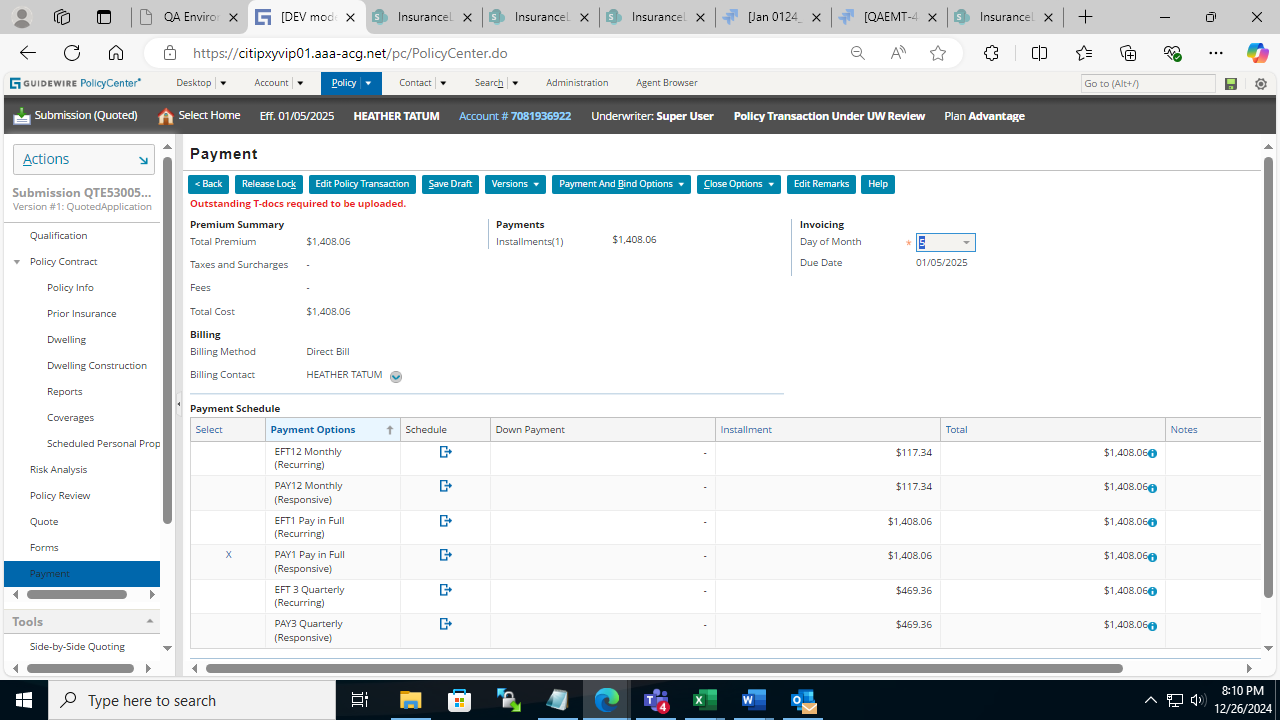 QA Environ
[DEV mode
InsuranceL
InsuranceL
InsuranceL
[Jan 0124_
[QAEMT-4
InsuranceL
https://citipxyvip01.aaa-acg.net/pc/PolicyCenter.do
GUIDEWIRE PolicyCenter
Desktop
Account
Policy
Contact
Search
Administration
Agent Browser
Go to (Alt+/)
Submission (Quoted)
Select Home
Eff. 01/05/2025
HEATHER TATUM
Account # 7081936922
Underwriter: Super User
Policy Transaction Under UW Review
Plan Advantage
Actions
Submission QTE53005...
Version #1: QuotedApplication
Qualification
Policy Contract
Policy Info
Prior Insurance
Dwelling
Dwelling Construction
Reports
Coverages
Scheduled Personal Prop
Risk Analysis
Policy Review
Quote
Forms
Payment
Tools
Side-by-Side Quoting
Payment
< Back
Release Lock
Edit Policy Transaction
Save Draft
Versions
Payment And Bind Options
Close Options
Edit Remarks
Help
Outstanding T-docs required to be uploaded.
Premium Summary
Total Premium $1,408.06
Taxes and Surcharges -
Fees -
Total Cost $1,408.06
Billing
Billing Method Direct Bill
Billing Contact HEATHER TATUM
Payments
Installments(1) $1,408.06
Invoicing
Day of Month * 5
Due Date 01/05/2025
Payment Schedule
Select Payment Options Schedule Down Payment Installment Total Notes
EFT12 Monthly (Recurring) - $117.34 $1,408.06
PAY12 Monthly (Responsive) - $117.34 $1,408.06
EFT1 Pay in Full (Recurring) - $1,408.06 $1,408.06
X PAY1 Pay in Full (Responsive) - $1,408.06 $1,408.06
EFT 3 Quarterly (Recurring) - $469.36 $1,408.06
PAY3 Quarterly (Responsive) - $469.36 $1,408.06
Type here to search
4
8:10 PM
12/26/2024